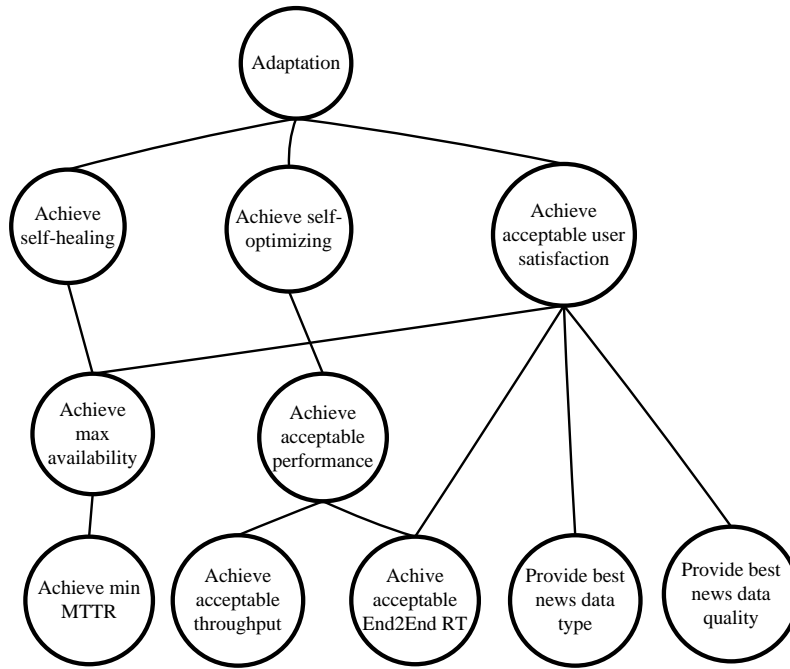 Adaptation
Achieve
self-healing
Achieve self-
optimizing
Achieve
acceptable user
satisfaction
Achieve
max
availability
Achieve
acceptable
performance
Achieve min
MTTR
Achieve
acceptable
throughput
Achive
acceptable
End2End RT
Provide best
news data
type
Provide best
news data
quality